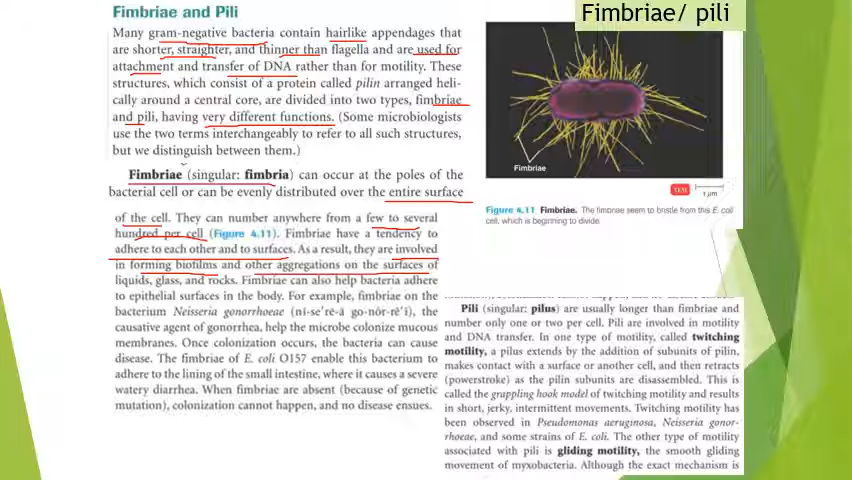 Fimbriae/ pili
Fimbriae and Pili
Many gram-negative bacteria contain hairlike appendages that
are shorter, straighter, and thinner than flagella and are used for
attachment and transfer of DNA rather than for motility. These
structures, which consist of a protein called pilin arranged heli-
cally around a central core, are divided into two types, fimbriae
and pili, having very different functions. (Some microbiologists
use the two terms interchangeably to refer to all such structures,
but we distinguish between them.)
Fimbriae (singular: fimbria) can occur at the poles of the
bacterial cell or can be evenly distributed over the entire surface
of the cell. They can number anywhere from a few to several
hundred per cell (Figure 4.11). Fimbriae have a tendency to
adhere to each other and to surfaces. As a result, they are involved
in forming biofilms and other aggregations on the surfaces of
liquids, glass, and rocks. Fimbriae can also help bacteria adhere
to epithelial surfaces in the body. For example, fimbriae on the
bacterium Neisseria gonorrhoeae (nī-se'rē-ä go-nôr-rē'ī), the
causative agent of gonorrhea, help the microbe colonize mucous
membranes. Once colonization occurs, the bacteria can cause
disease. The fimbriae of E. coli O157 enable this bacterium to
adhere to the lining of the small intestine, where it causes a severe
watery diarrhea. When fimbriae are absent (because of genetic
mutation), colonization cannot happen, and no disease ensues.
Fimbriae
TEM
1 µm
Figure 4.11 Fimbriae. The fimbriae seem to bristle from this E. coli
cell, which is beginning to divide.
Pili (singular: pilus) are usually longer than fimbriae and
number only one or two per cell. Pili are involved in motility
and DNA transfer. In one type of motility, called twitching
motility, a pilus extends by the addition of subunits of pilin,
makes contact with a surface or another cell, and then retracts
(powerstroke) as the pilin subunits are disassembled. This is
called the grappling hook model of twitching motility and results
in short, jerky, intermittent movements. Twitching motility has
been observed in Pseudomonas aeruginosa, Neisseria gonor-
rhoeae, and some strains of E. coli. The other type of motility
associated with pili is gliding motility, the smooth gliding
movement of myxobacteria. Although the exact mechanism is